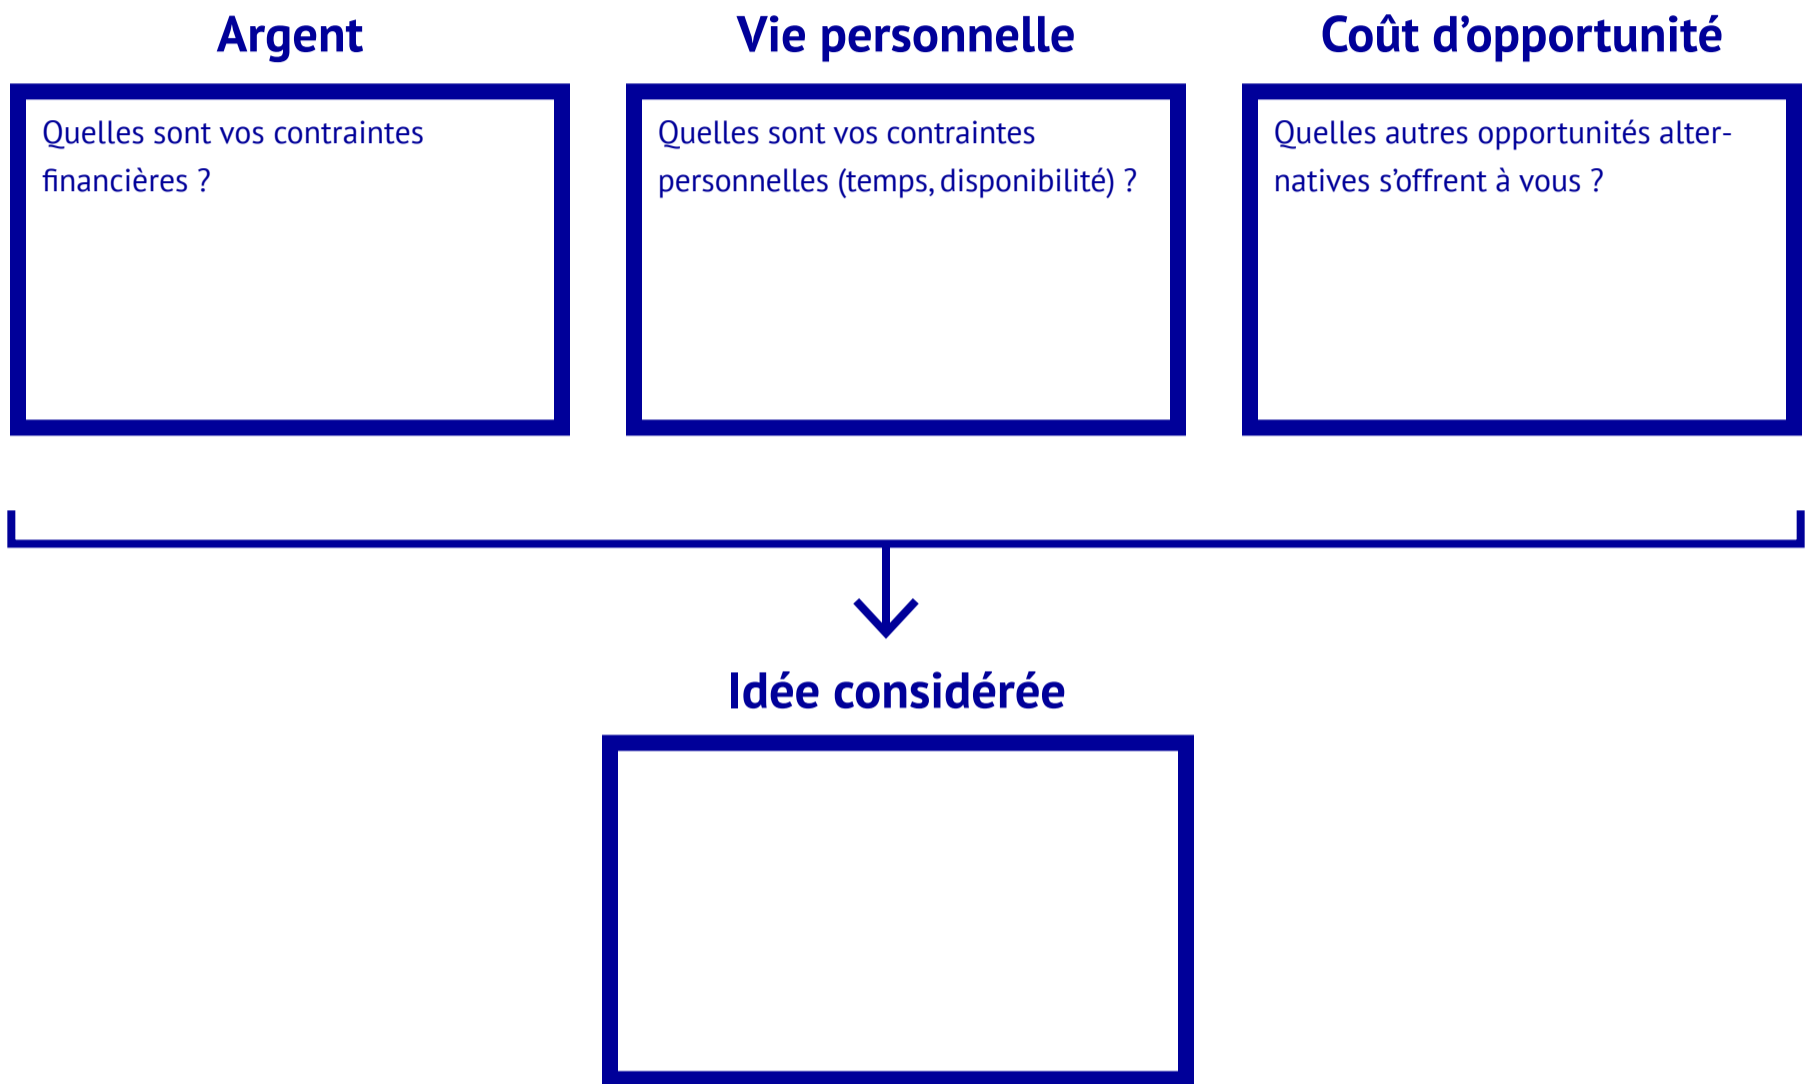 Argent
Vie personnelle
Coût d’opportunité
Quelles sont vos contraintes
financières ?
Quelles sont vos contraintes
personnelles (temps, disponibilité) ?
Quelles autres opportunités alter-
natives s’offrent à vous ?
Idée considérée